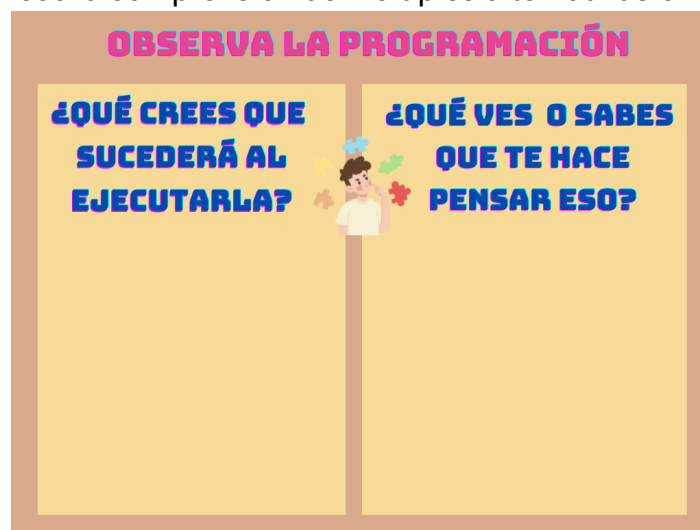 OBSERVA LA PROGRAMACIÓN
¿QUÉ CREES QUE
SUCEDERÁ AL
EJECUTARLA?
¿QUÉ VES O SABES
QUE TE HACE
PENSAR ESO?